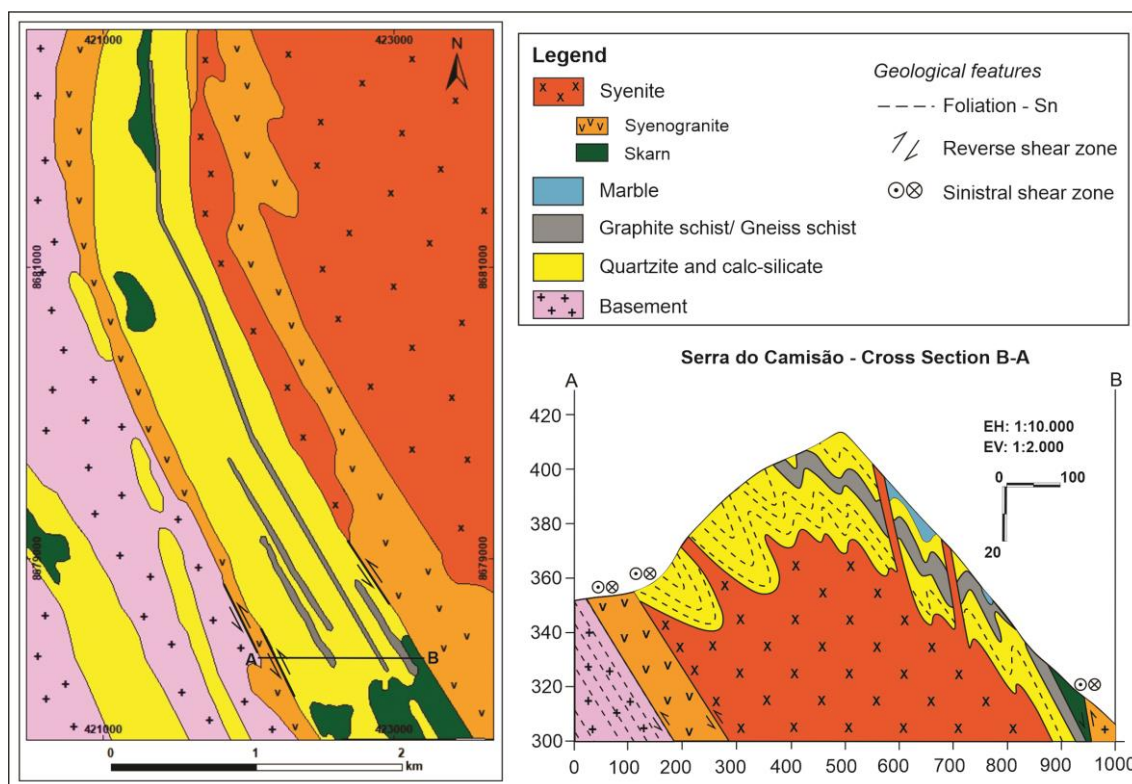 421000
423000
N
8681000
8681000
8679000
8679000
A
B
421000
423000
0
1
2
km
Legend
Syenite
Syenogranite
Skarn
Marble
Graphite schist/ Gneiss schist
Quartzite and calc-silicate
Basement
Geological features
Foliation - Sn
Reverse shear zone
Sinistral shear zone
Serra do Camisão - Cross Section B-A
A
B
EH: 1:10.000
EV: 1:2.000
0
100
20
420
400
380
360
340
320
300
0 100 200 300 400 500 600 700 800 900 1000